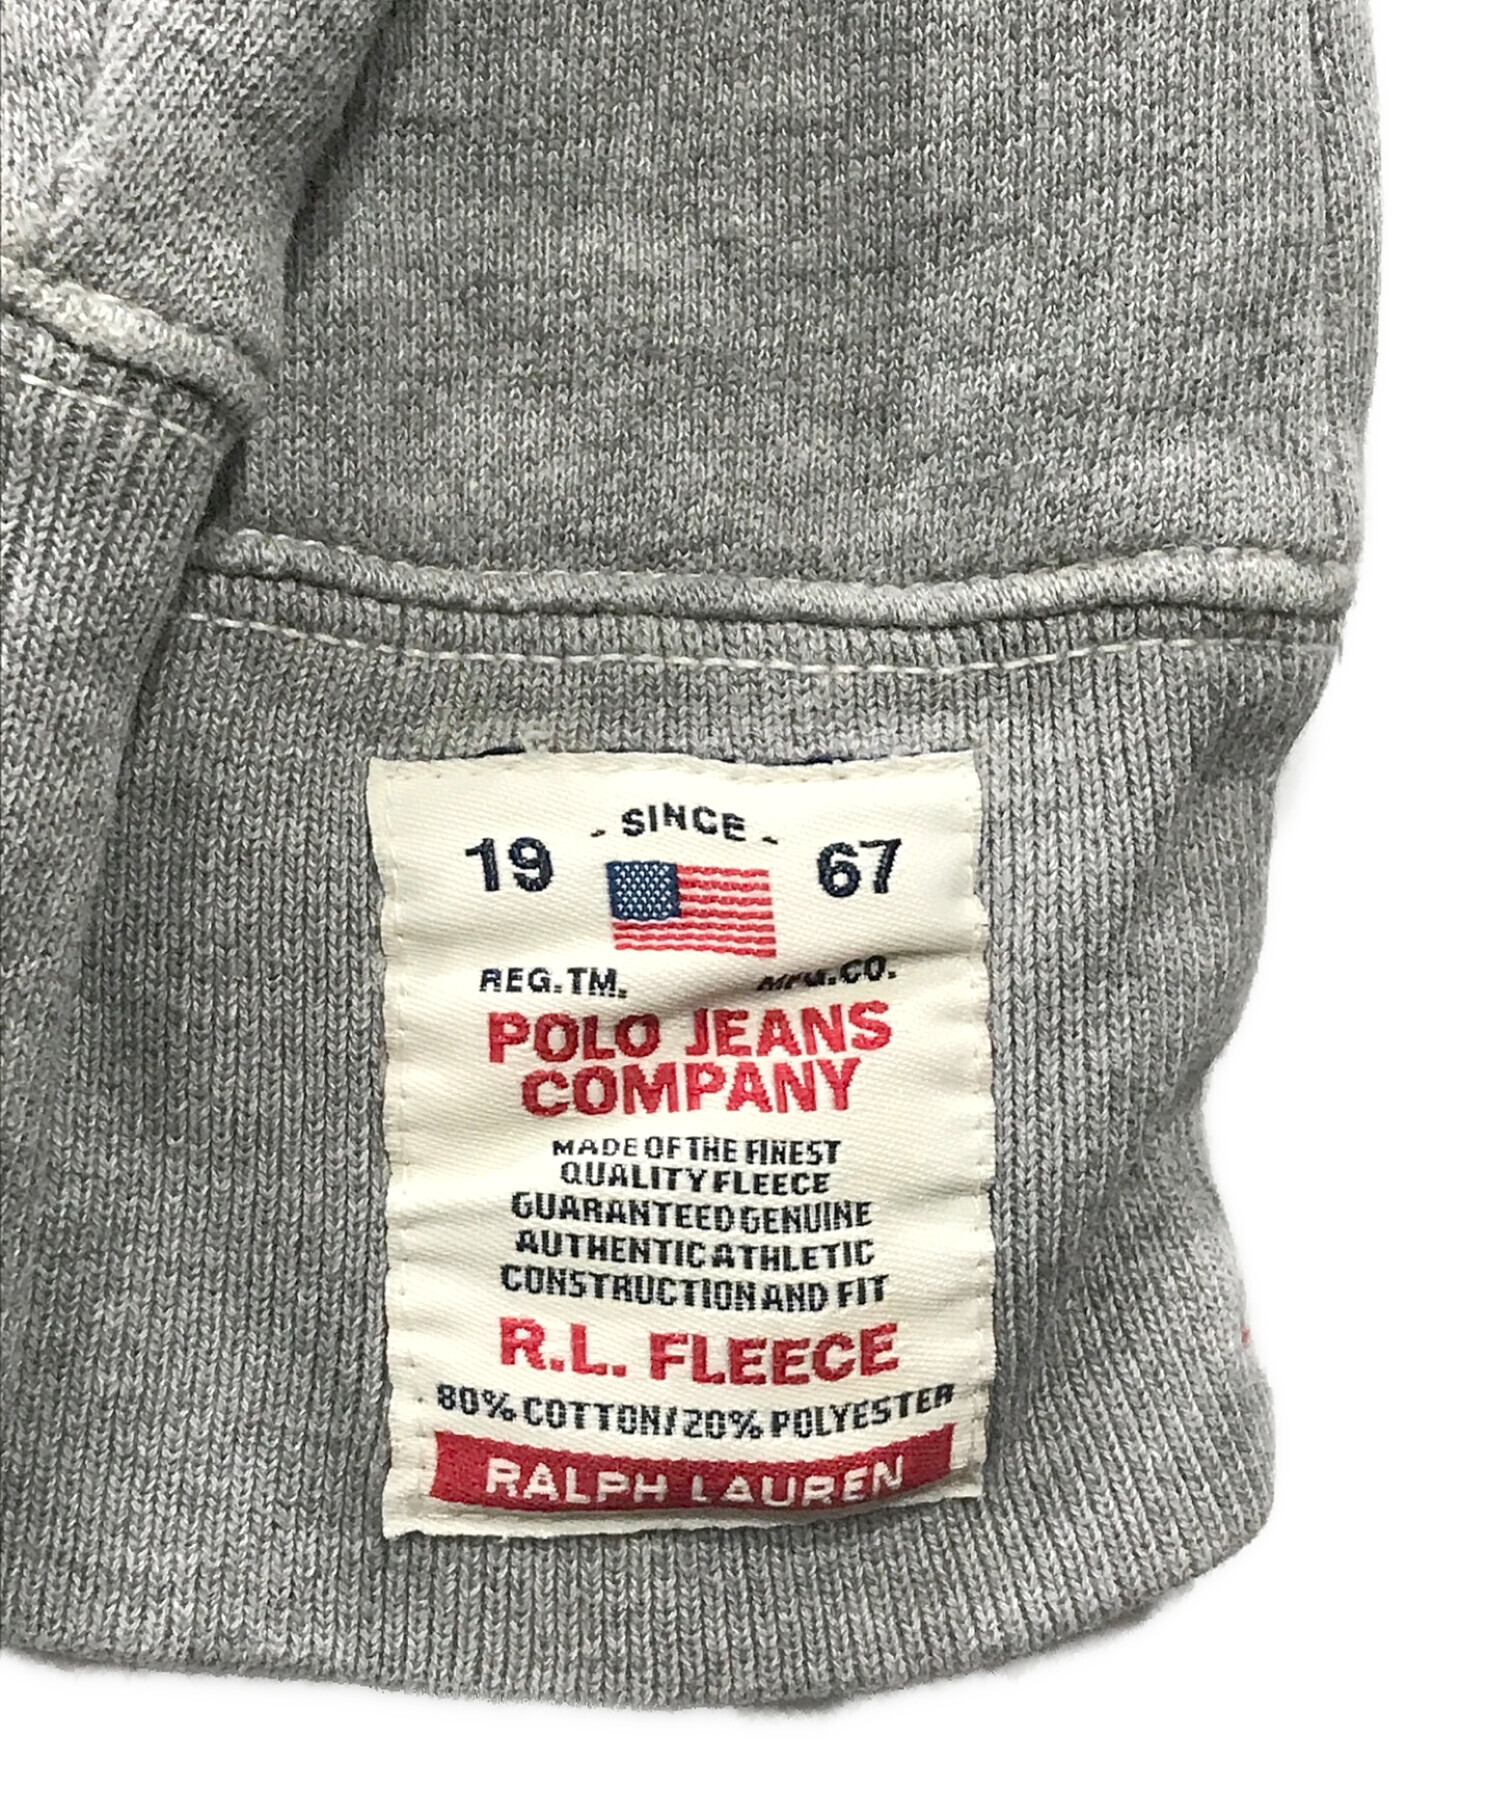 - SINCE -
19 67
REG.TM. MFG.CO.
POLO JEANS
COMPANY
MADE OF THE FINEST
QUALITY FLEECE
GUARANTEED GENUINE
AUTHENTIC ATHLETIC
CONSTRUCTION AND FIT
R.L. FLEECE
80% COTTON/20% POLYESTER
RALPH LAUREN